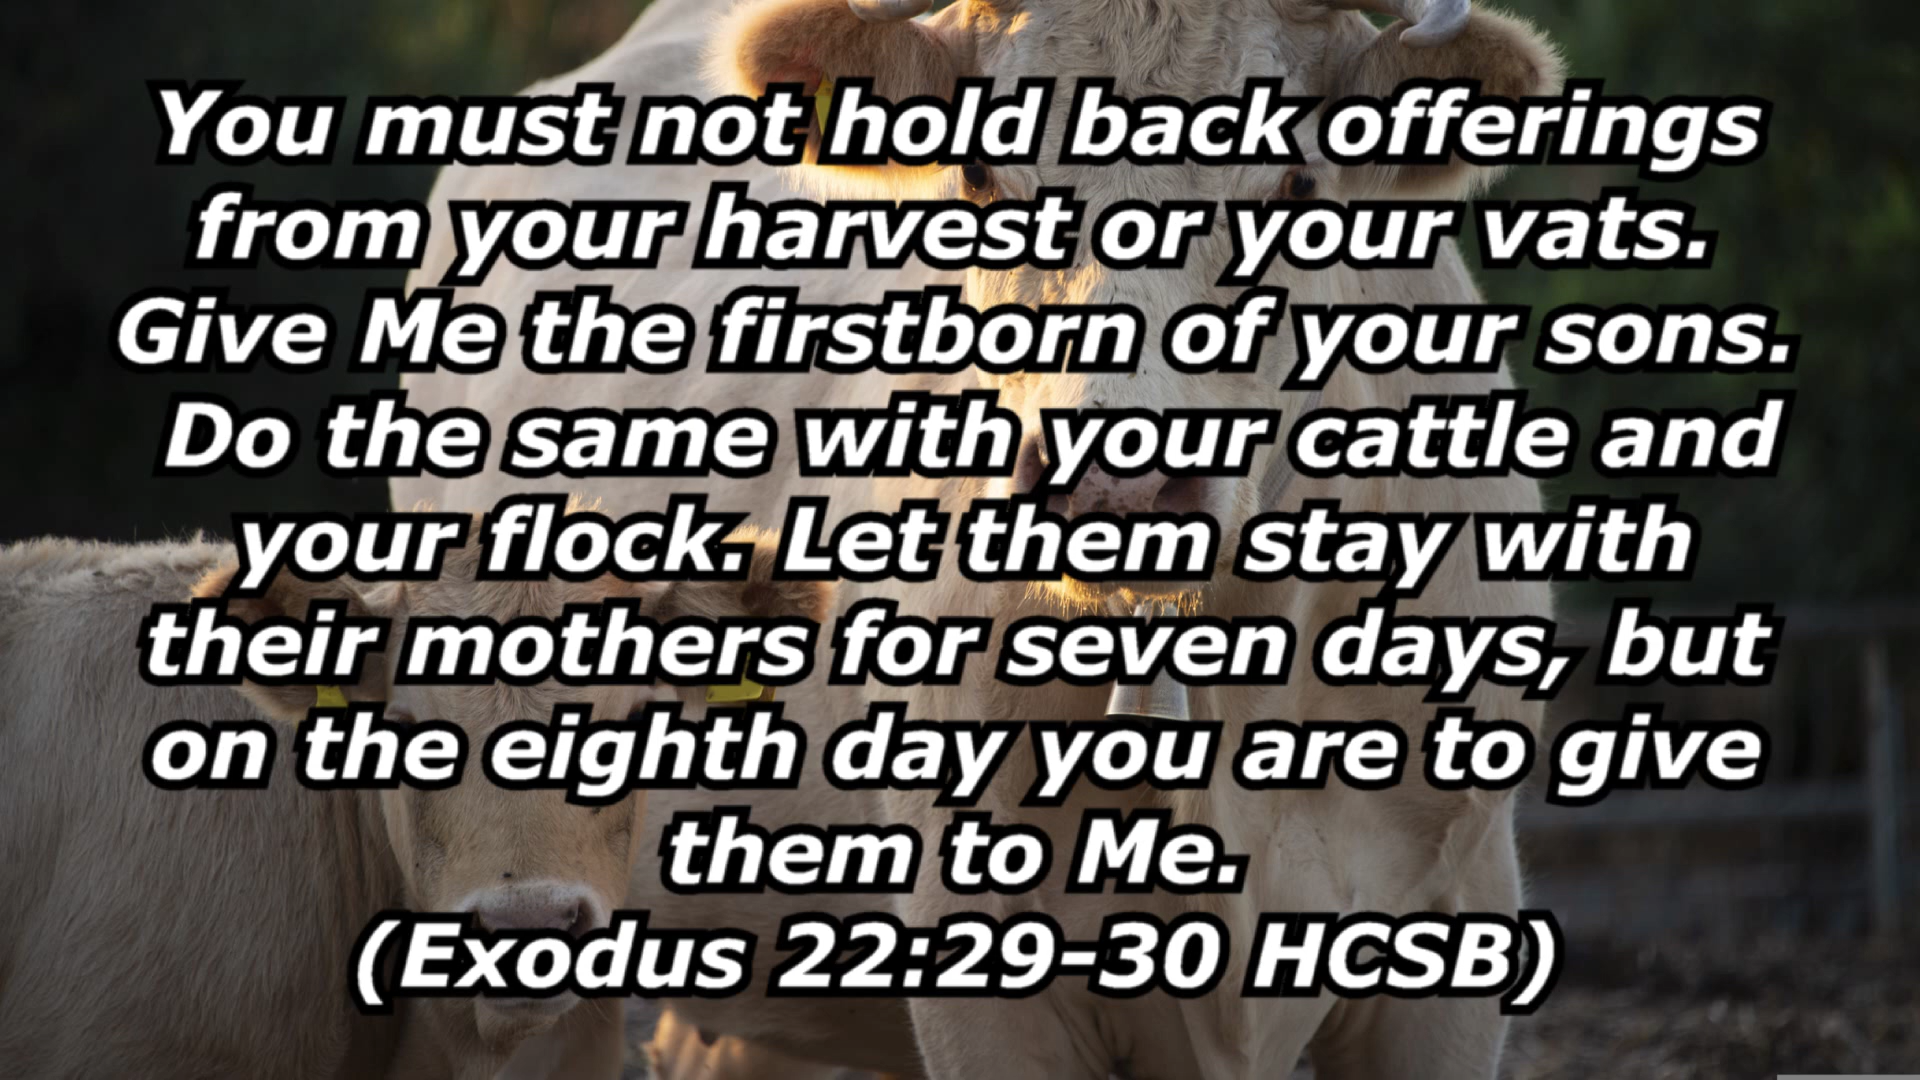 You must not hold back offerings
from your harvest or your vats.
Give Me the firstborn of your sons.
Do the same with your cattle and
your flock. Let them stay with
their mothers for seven days, but
on the eighth day you are to give
them to Me.
(Exodus 22:29-30 HCSB)